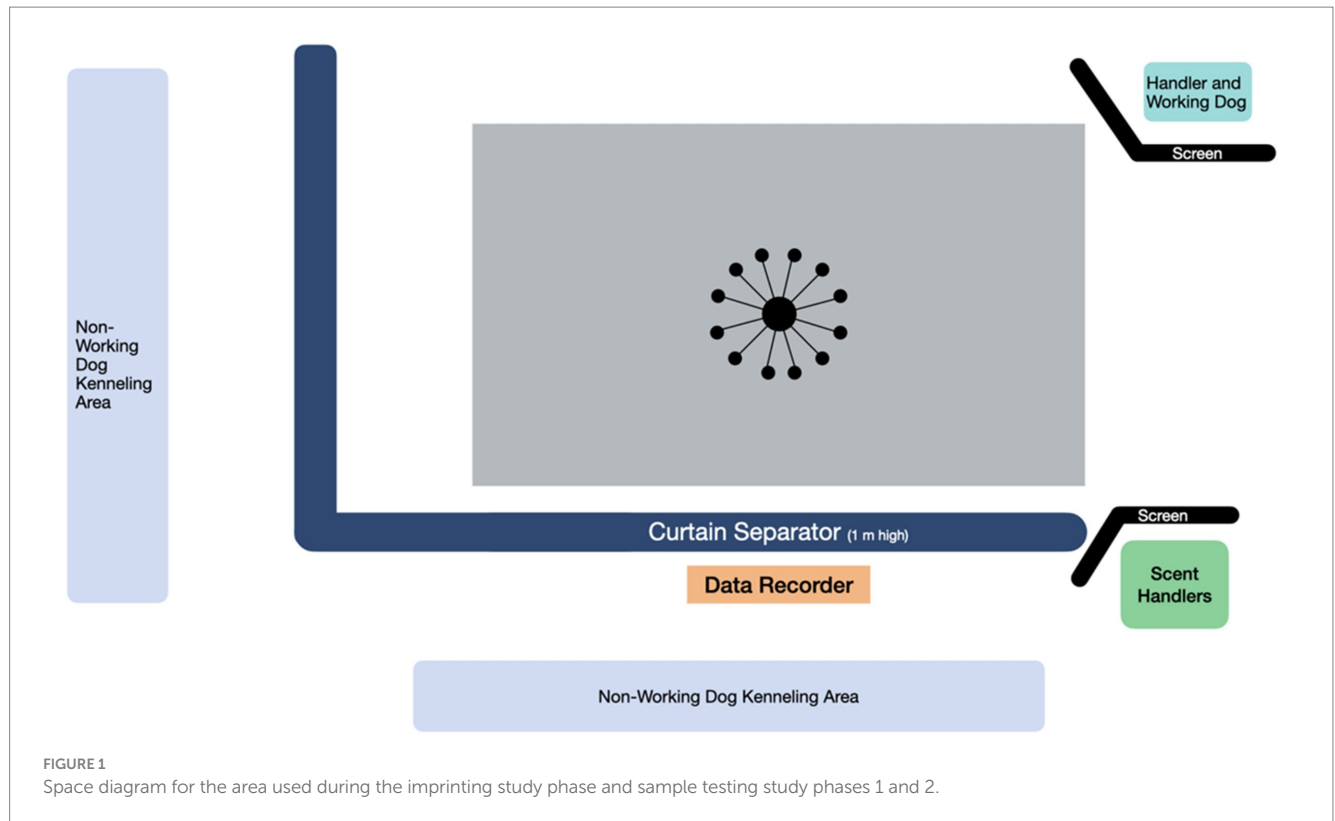 Handler and
Working Dog
Screen
Non-
Working
Dog
Kenneling
Area
Screen
Curtain Separator (1 m high)
Data Recorder
Scent
Handlers
Non-Working Dog Kenneling Area
FIGURE 1
Space diagram for the area used during the imprinting study phase and sample testing study phases 1 and 2.